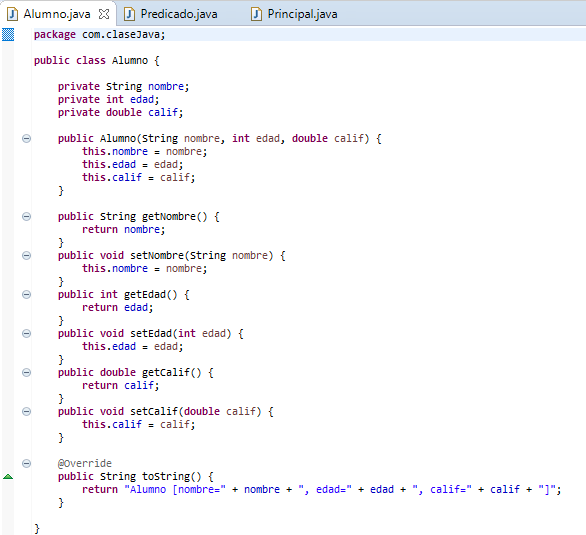 Alumno.java Predicado.java Principal.java
package com.claseJava;
public class Alumno {
private String nombre;
private int edad;
private double calif;
public Alumno(String nombre, int edad, double calif) {
this.nombre = nombre;
this.edad = edad;
this.calif = calif;
}
public String getNombre() {
return nombre;
}
public void setNombre(String nombre) {
this.nombre = nombre;
}
public int getEdad() {
return edad;
}
public void setEdad(int edad) {
this.edad = edad;
}
public double getCalif() {
return calif;
}
public void setCalif(double calif) {
this.calif = calif;
}
@Override
public String toString() {
return "Alumno [nombre=" + nombre + ", edad=" + edad + ", calif=" + calif + "]";
}
}